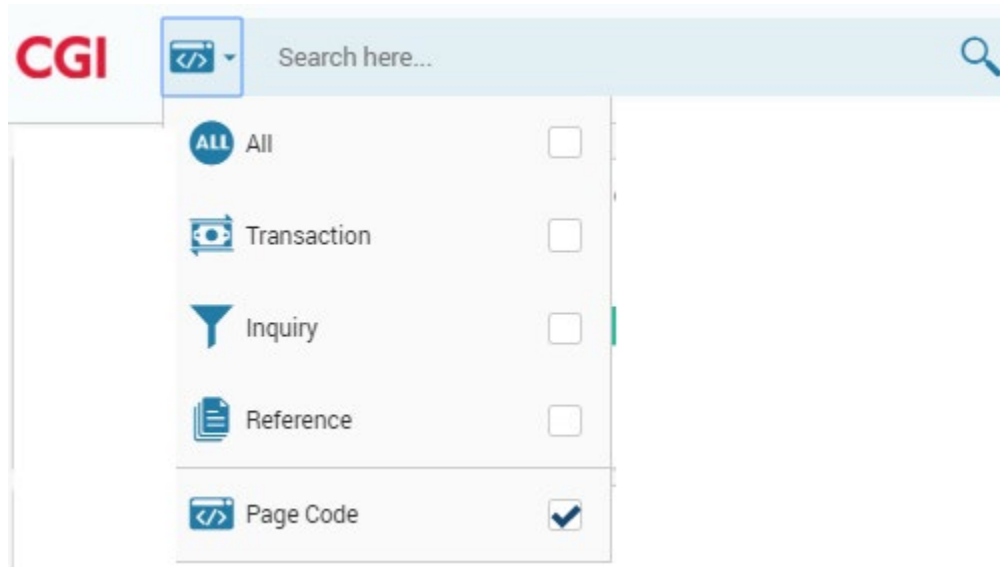 CGI
</> Search here...
ALL All
Transaction
Inquiry
Reference
</> Page Code